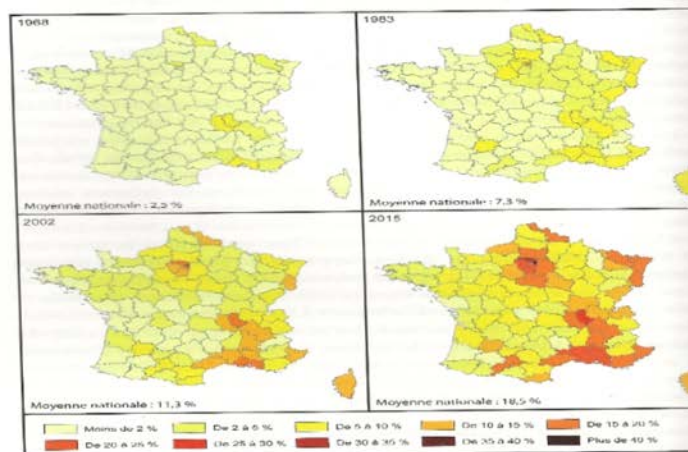 1968
1983
Moyenne nationale : 2,5 %
Moyenne nationale : 7,3 %
2002
2015
Moyenne nationale : 11,3 %
Moyenne nationale : 18,5 %
Moins de 2 %
De 2 à 5 %
De 5 à 10 %
De 10 à 15 %
De 15 à 20 %
De 20 à 25 %
De 25 à 30 %
De 30 à 35 %
De 35 à 40 %
Plus de 40 %